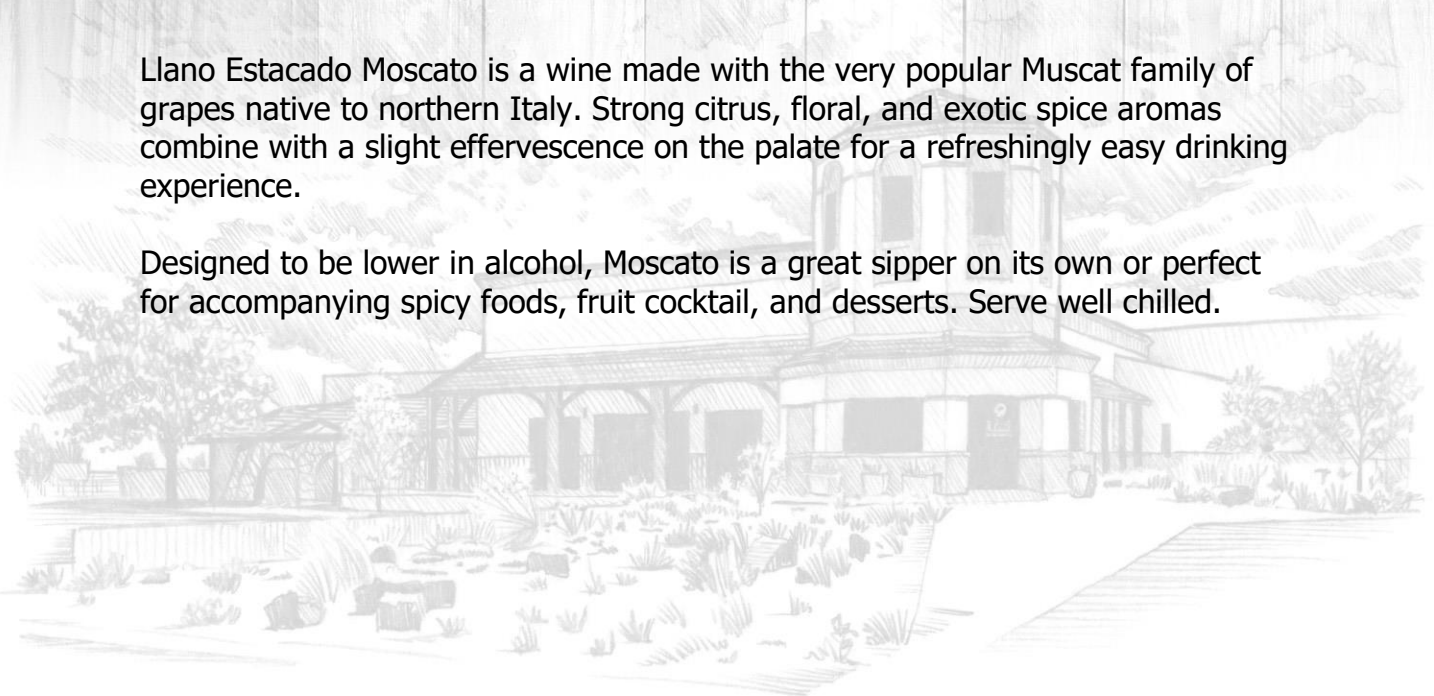 Llano Estacado Moscato is a wine made with the very popular Muscat family of
grapes native to northern Italy. Strong citrus, floral, and exotic spice aromas
combine with a slight effervescence on the palate for a refreshingly easy drinking
experience.
Designed to be lower in alcohol, Moscato is a great sipper on its own or perfect
for accompanying spicy foods, fruit cocktail, and desserts. Serve well chilled.